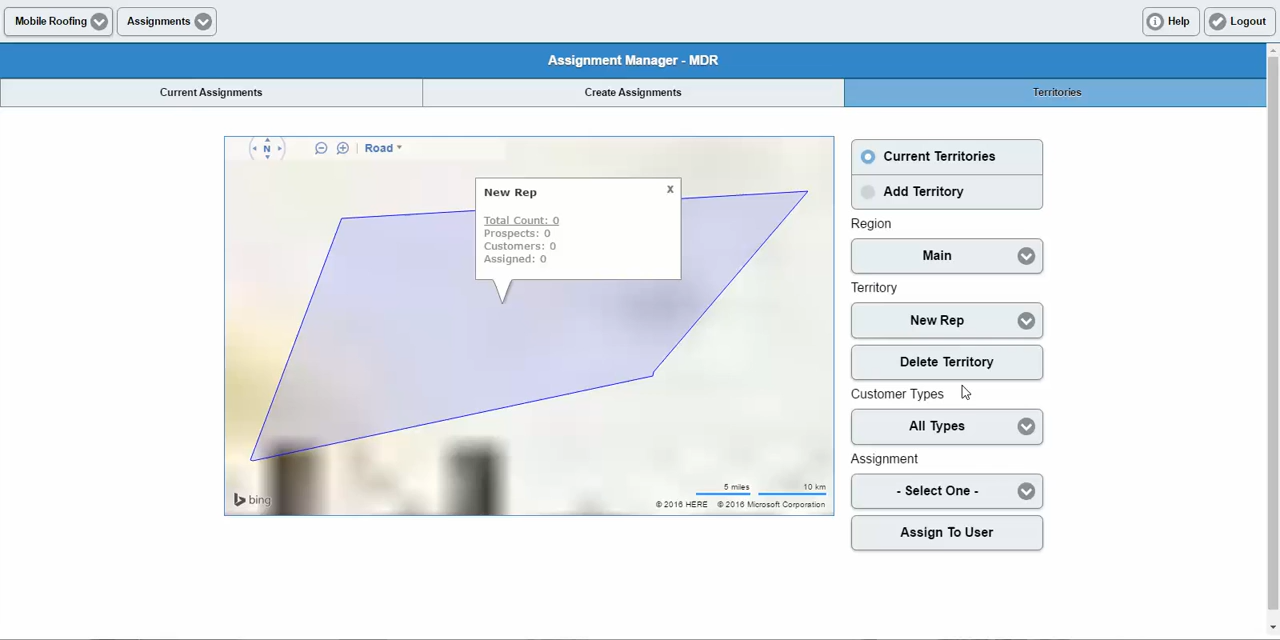 Mobile Roofing
Assignments
Help
Logout
Assignment Manager - MDR
Current Assignments
Create Assignments
Territories
N
Road
New Rep
x
Total Count: 0
Prospects: 0
Customers: 0
Assigned: 0
bing
5 miles
10 km
© 2016 HERE © 2016 Microsoft Corporation
Current Territories
Add Territory
Region
Main
Territory
New Rep
Delete Territory
Customer Types
All Types
Assignment
- Select One -
Assign To User